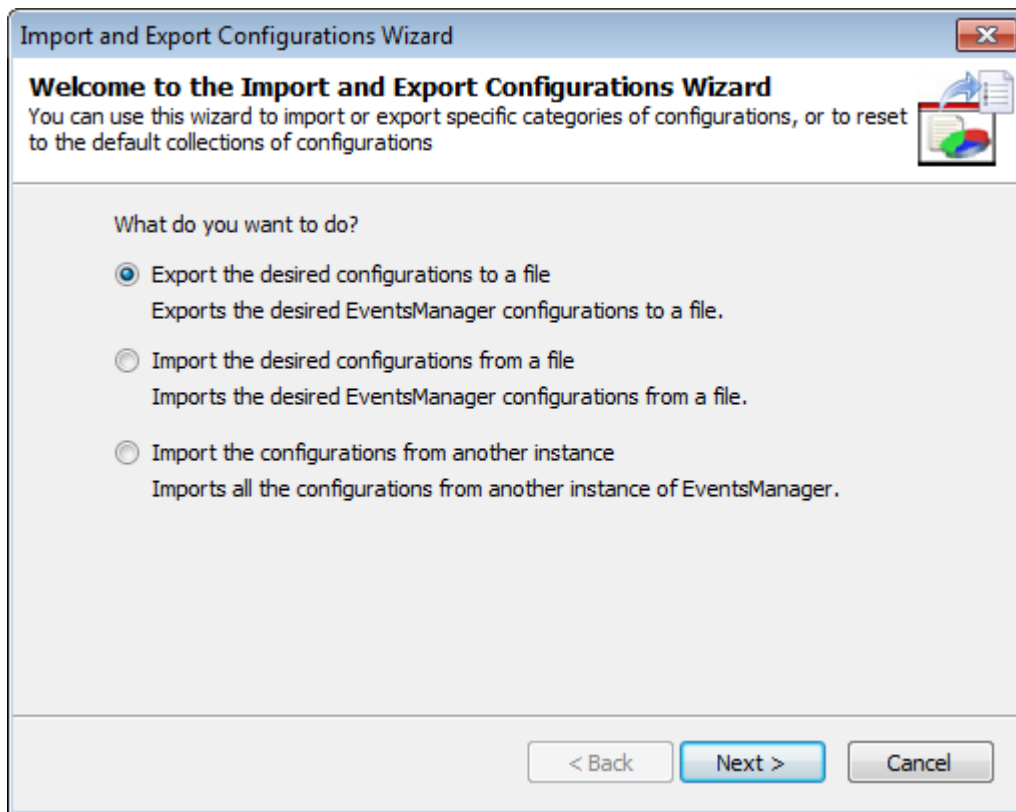 Import and Export Configurations Wizard
Welcome to the Import and Export Configurations Wizard
You can use this wizard to import or export specific categories of configurations, or to reset
to the default collections of configurations
What do you want to do?
Export the desired configurations to a file
Exports the desired EventsManager configurations to a file.
Import the desired configurations from a file
Imports the desired EventsManager configurations from a file.
Import the configurations from another instance
Imports all the configurations from another instance of EventsManager.
< Back Next > Cancel